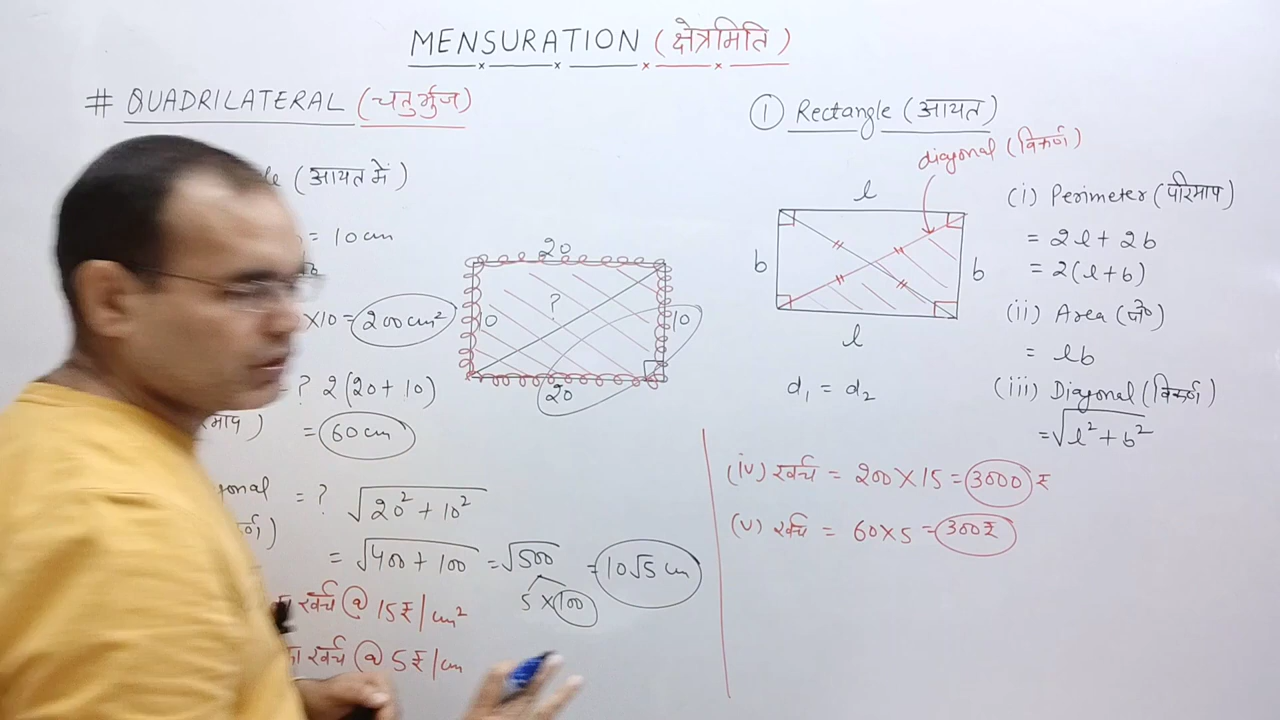 MENSURATION (क्षेत्रमिति)
# QUADRILATERAL (चतुर्भुज)
(आयत में)
= 10 cm
×10 = 200 cm²
= ? 2(20+10)
= 60 cm
= ? √20² + 10²
= √400 + 100 = √500 = 10√5 cm
5 × 100
खर्च @ 15₹/cm²
का खर्च @ 5₹/cm
20
10
?
10
20
① Rectangle (आयत)
diagonal (विकर्ण)
l
b
b
l
d₁ = d₂
(i) Perimeter (परिमाप)
= 2l + 2b
= 2(l+b)
(ii) Area (क्षे०)
= lb
(iii) Diagonal (विकर्ण)
= √l² + b²
(iv) खर्च = 200 × 15 = 3000 ₹
(v) खर्च = 60×5 = 300₹